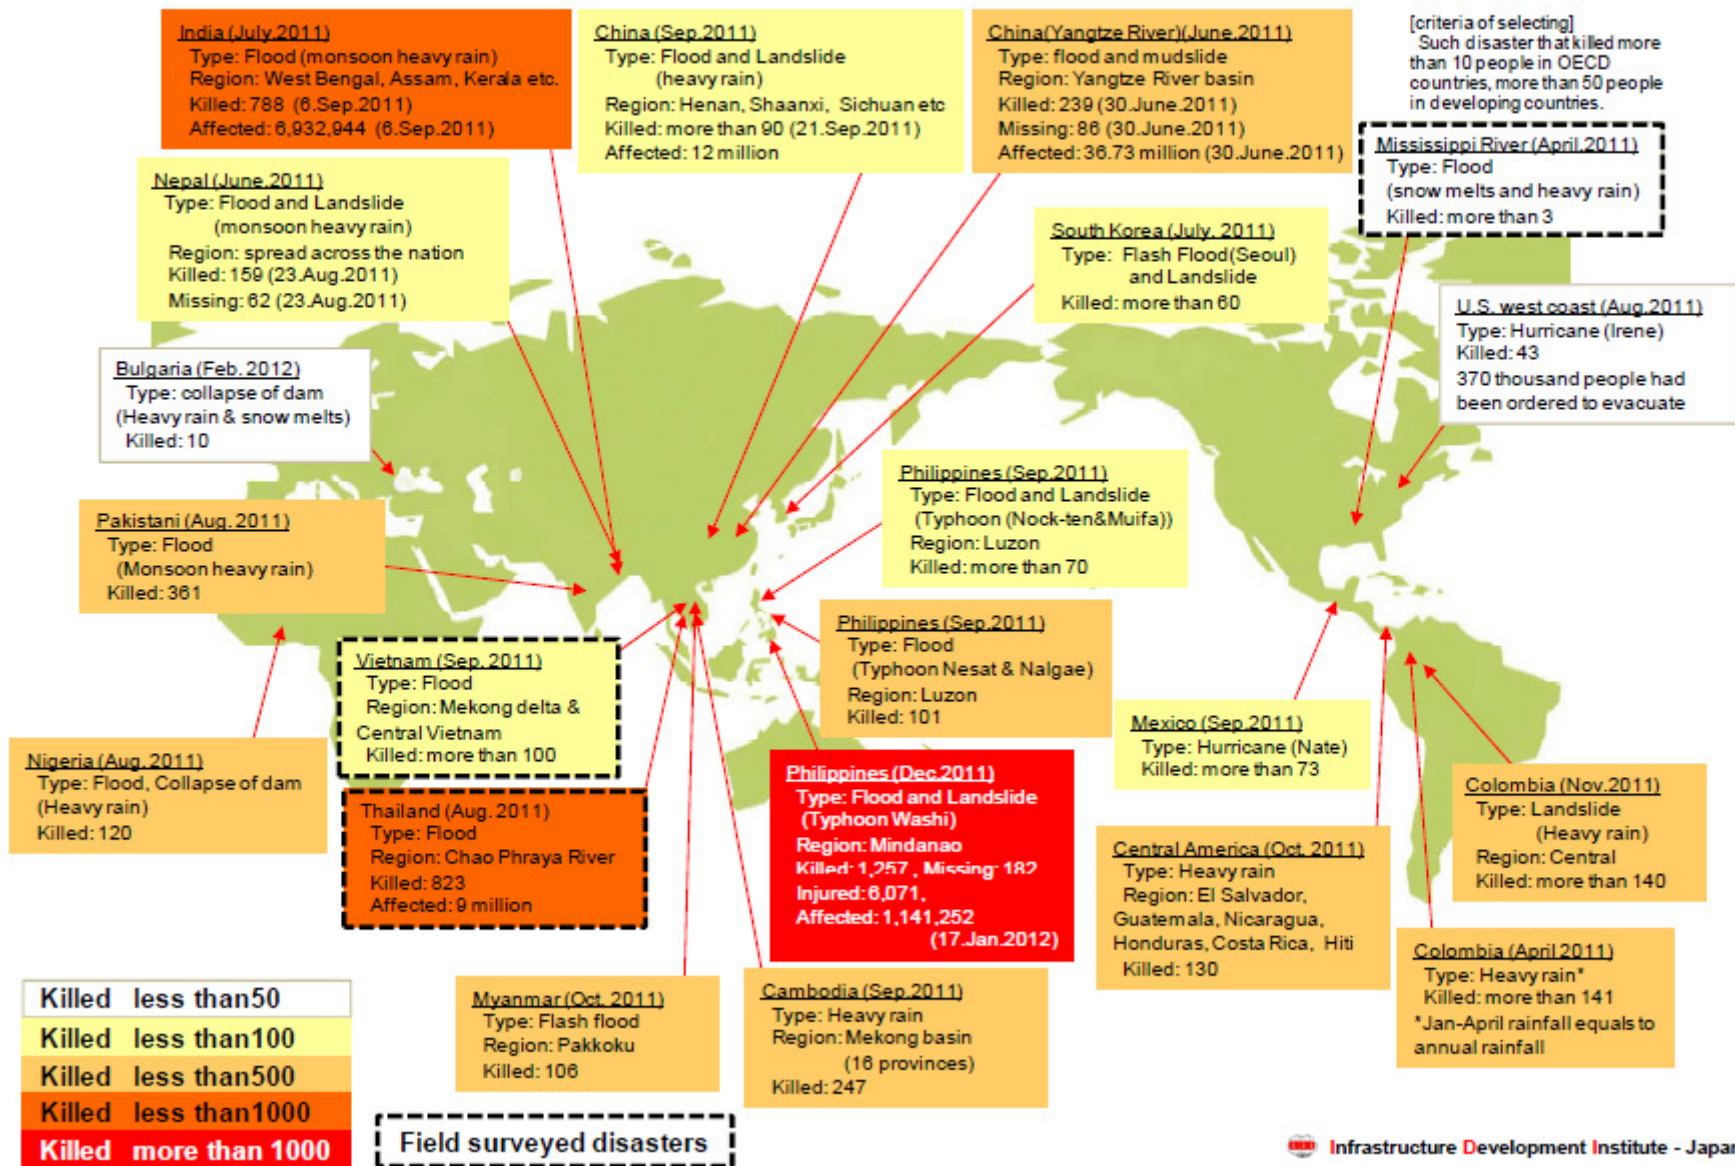 India (July.2011)
Type: Flood (monsoon heavy rain)
Region: West Bengal, Assam, Kerala etc.
Killed: 788 (6.Sep.2011)
Affected: 6,932,944 (6.Sep.2011)
China (Sep.2011)
Type: Flood and Landslide
(heavy rain)
Region: Henan, Shaanxi, Sichuan etc
Killed: more than 90 (21.Sep.2011)
Affected: 12 million
China(Yangtze River)(June.2011)
Type: flood and mudslide
Region: Yangtze River basin
Killed: 239 (30.June.2011)
Missing: 86 (30.June.2011)
Affected: 36.73 million (30.June.2011)
[criteria of selecting]
Such disaster that killed more
than 10 people in OECD
countries, more than 50 people
in developing countries.
Mississippi River (April.2011)
Type: Flood
(snow melts and heavy rain)
Killed: more than 3
Nepal (June.2011)
Type: Flood and Landslide
(monsoon heavy rain)
Region: spread across the nation
Killed: 159 (23.Aug.2011)
Missing: 62 (23.Aug.2011)
South Korea (July. 2011)
Type: Flash Flood(Seoul)
and Landslide
Killed: more than 60
U.S. west coast (Aug.2011)
Type: Hurricane (Irene)
Killed: 43
370 thousand people had
been ordered to evacuate
Bulgaria (Feb. 2012)
Type: collapse of dam
(Heavy rain & snow melts)
Killed: 10
Philippines (Sep.2011)
Type: Flood and Landslide
(Typhoon (Nock-ten&Muifa))
Region: Luzon
Killed: more than 70
Pakistani (Aug. 2011)
Type: Flood
(Monsoon heavy rain)
Killed: 361
Philippines (Sep.2011)
Type: Flood
(Typhoon Nesat & Nalgae)
Region: Luzon
Killed: 101
Vietnam (Sep. 2011)
Type: Flood
Region: Mekong delta &
Central Vietnam
Killed: more than 100
Mexico (Sep.2011)
Type: Hurricane (Nate)
Killed: more than 73
Nigeria (Aug. 2011)
Type: Flood, Collapse of dam
(Heavy rain)
Killed: 120
Philippines (Dec.2011)
Type: Flood and Landslide
(Typhoon Washi)
Region: Mindanao
Killed: 1,257 , Missing: 182
Injured: 6,071,
Affected: 1,141,252
(17.Jan.2012)
Colombia (Nov.2011)
Type: Landslide
(Heavy rain)
Region: Central
Killed: more than 140
Thailand (Aug. 2011)
Type: Flood
Region: Chao Phraya River
Killed: 823
Affected: 9 million
Central America (Oct. 2011)
Type: Heavy rain
Region: El Salvador,
Guatemala, Nicaragua,
Honduras, Costa Rica, Hiti
Killed: 130
Colombia (April 2011)
Type: Heavy rain*
Killed: more than 141
*Jan-April rainfall equals to
annual rainfall
Myanmar (Oct. 2011)
Type: Flash flood
Region: Pakkoku
Killed: 106
Cambodia (Sep.2011)
Type: Heavy rain
Region: Mekong basin
(16 provinces)
Killed: 247
Killed less than50
Killed less than100
Killed less than500
Killed less than1000
Killed more than 1000
Field surveyed disasters
Infrastructure Development Institute - Japa